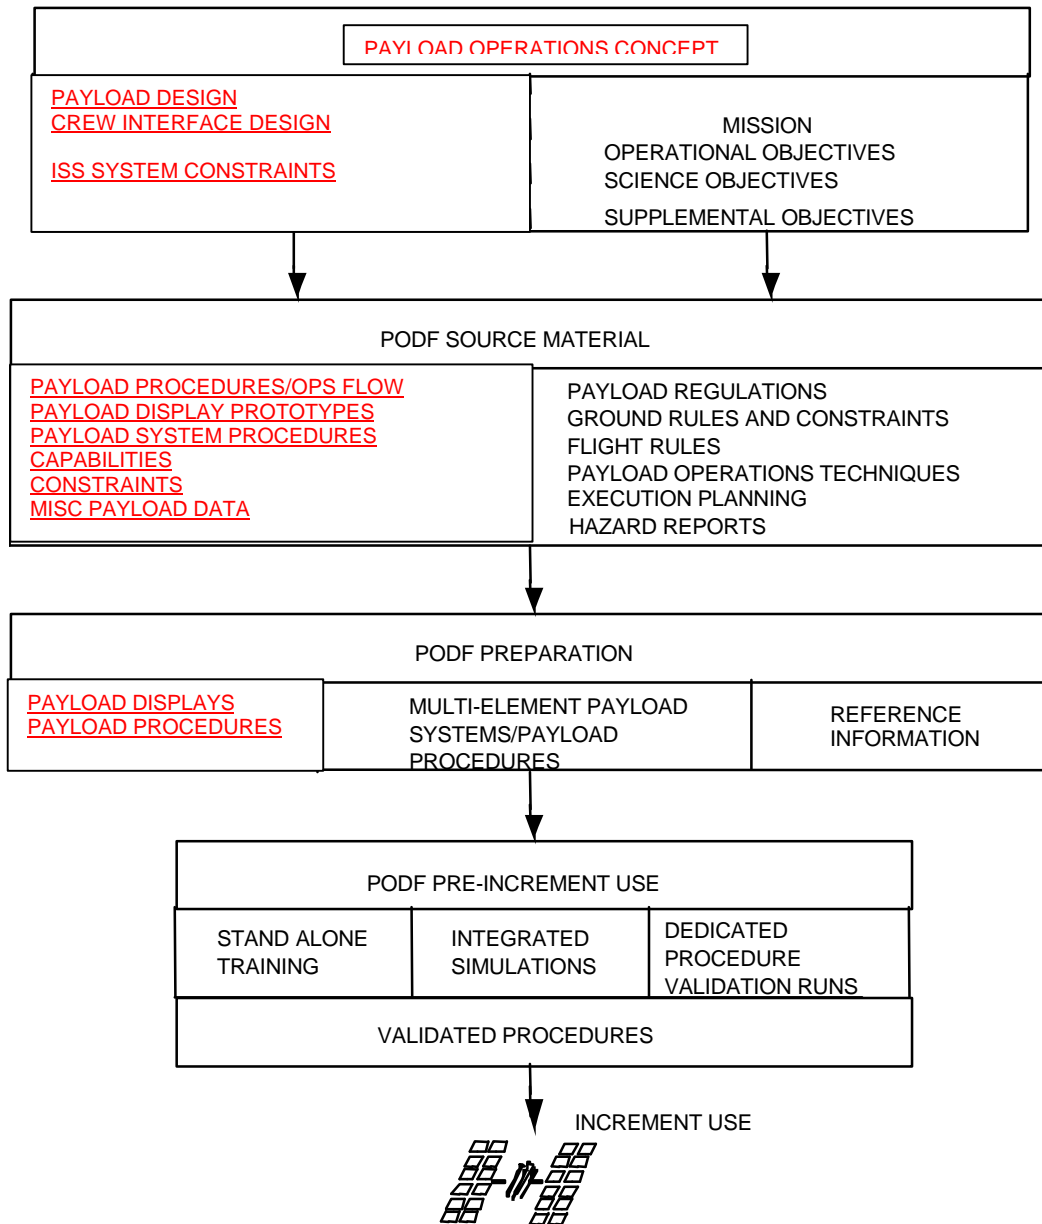 PAYLOAD OPERATIONS CONCEPT
PAYLOAD DESIGN
CREW INTERFACE DESIGN
ISS SYSTEM CONSTRAINTS
MISSION
OPERATIONAL OBJECTIVES
SCIENCE OBJECTIVES
SUPPLEMENTAL OBJECTIVES
PODF SOURCE MATERIAL
PAYLOAD PROCEDURES/OPS FLOW
PAYLOAD DISPLAY PROTOTYPES
PAYLOAD SYSTEM PROCEDURES
CAPABILITIES
CONSTRAINTS
MISC PAYLOAD DATA
PAYLOAD REGULATIONS
GROUND RULES AND CONSTRAINTS
FLIGHT RULES
PAYLOAD OPERATIONS TECHNIQUES
EXECUTION PLANNING
HAZARD REPORTS
PODF PREPARATION
PAYLOAD DISPLAYS
PAYLOAD PROCEDURES
MULTI-ELEMENT PAYLOAD
SYSTEMS/PAYLOAD
PROCEDURES
REFERENCE
INFORMATION
PODF PRE-INCREMENT USE
STAND ALONE
TRAINING
INTEGRATED
SIMULATIONS
DEDICATED
PROCEDURE
VALIDATION RUNS
VALIDATED PROCEDURES
INCREMENT USE